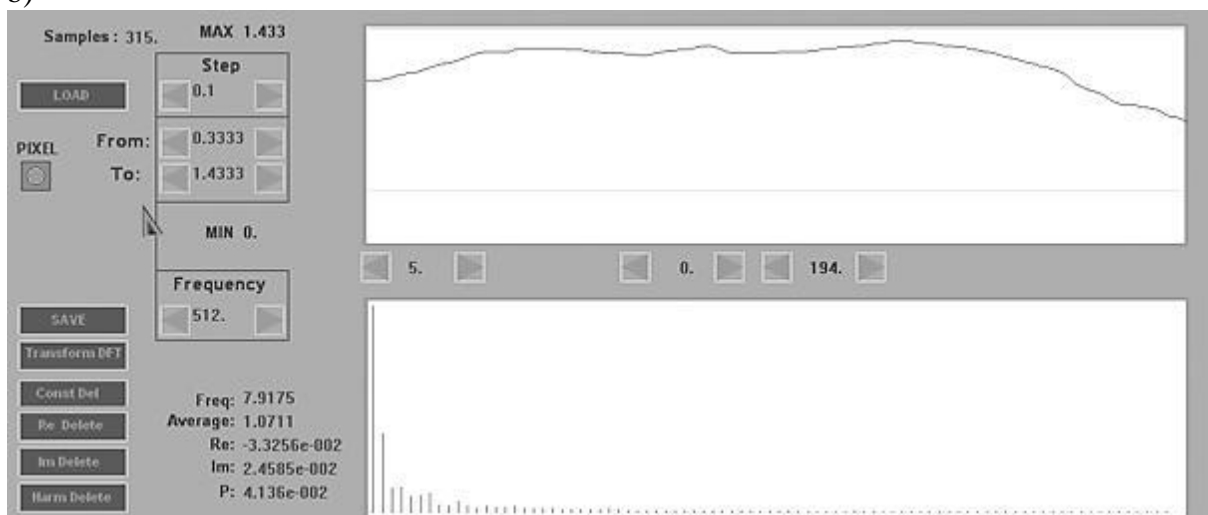 Samples : 315.
MAX 1.433
Step
0.1
LOAD
From:
0.3333
PIXEL
To:
1.4333
MIN 0.
5.
0.
194.
Frequency
512.
SAVE
Transform DFT
Const Del
Re Delete
Im Delete
Harm Delete
Freq: 7.9175
Average: 1.0711
Re: -3.3256e-002
Im: 2.4585e-002
P: 4.136e-002